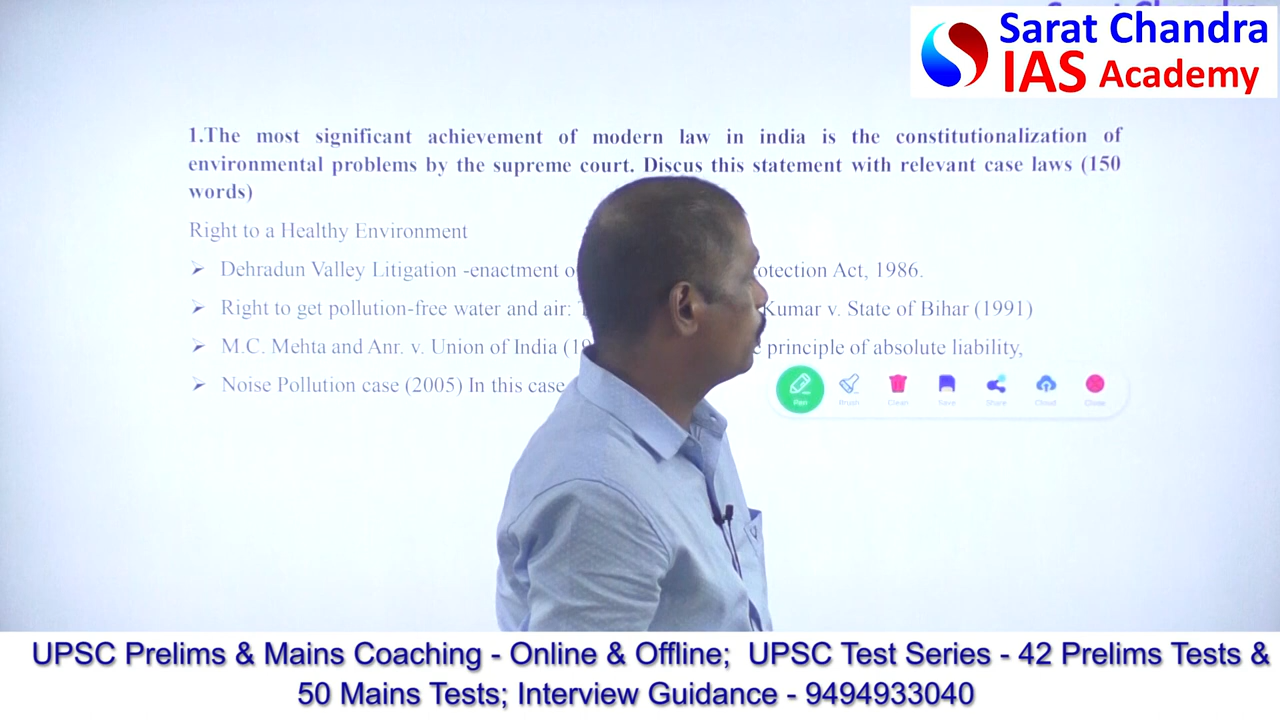 Sarat Chandra
IAS Academy
1.The most significant achievement of modern law in india is the constitutionalization of
environmental problems by the supreme court. Discus this statement with relevant case laws (150
words)
Right to a Healthy Environment
➢ Dehradun Valley Litigation -enactment o otection Act, 1986.
➢ Right to get pollution-free water and air: Kumar v. State of Bihar (1991)
➢ M.C. Mehta and Anr. v. Union of India (19 principle of absolute liability,
➢ Noise Pollution case (2005) In this case
Pen Brush Clean Save Share Cloud Close
UPSC Prelims & Mains Coaching - Online & Offline; UPSC Test Series - 42 Prelims Tests &
50 Mains Tests; Interview Guidance - 9494933040